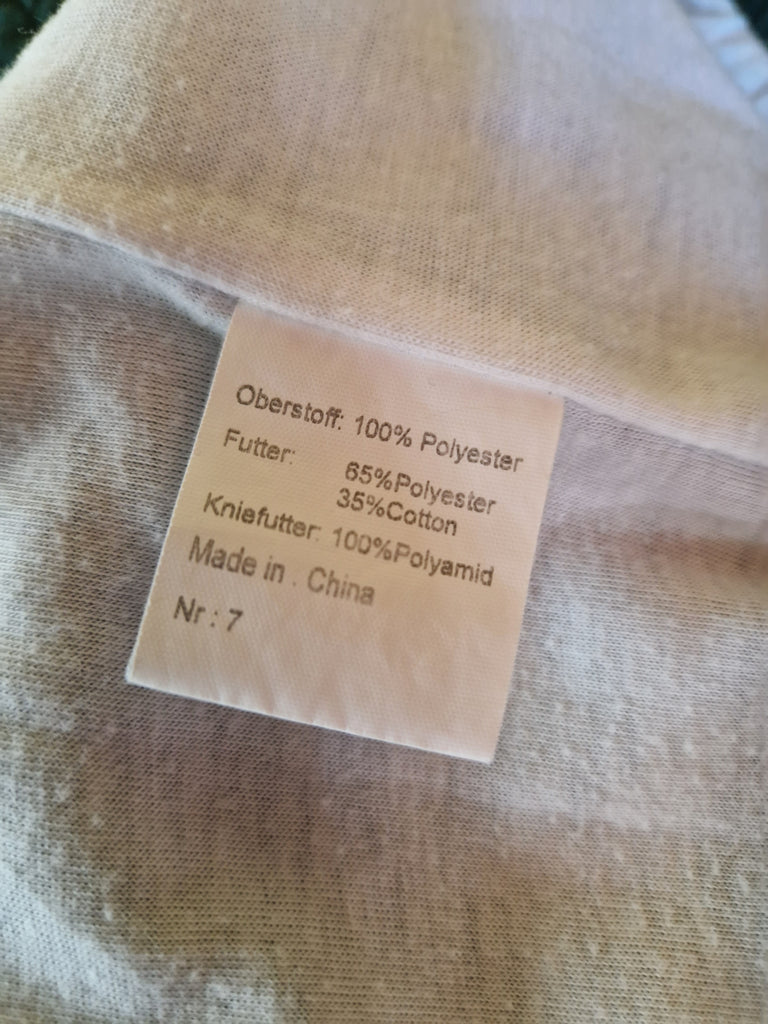 Oberstoff: 100% Polyester
Futter: 65%Polyester
35%Cotton
Kniefutter: 100%Polyamid
Made in . China
Nr : 7